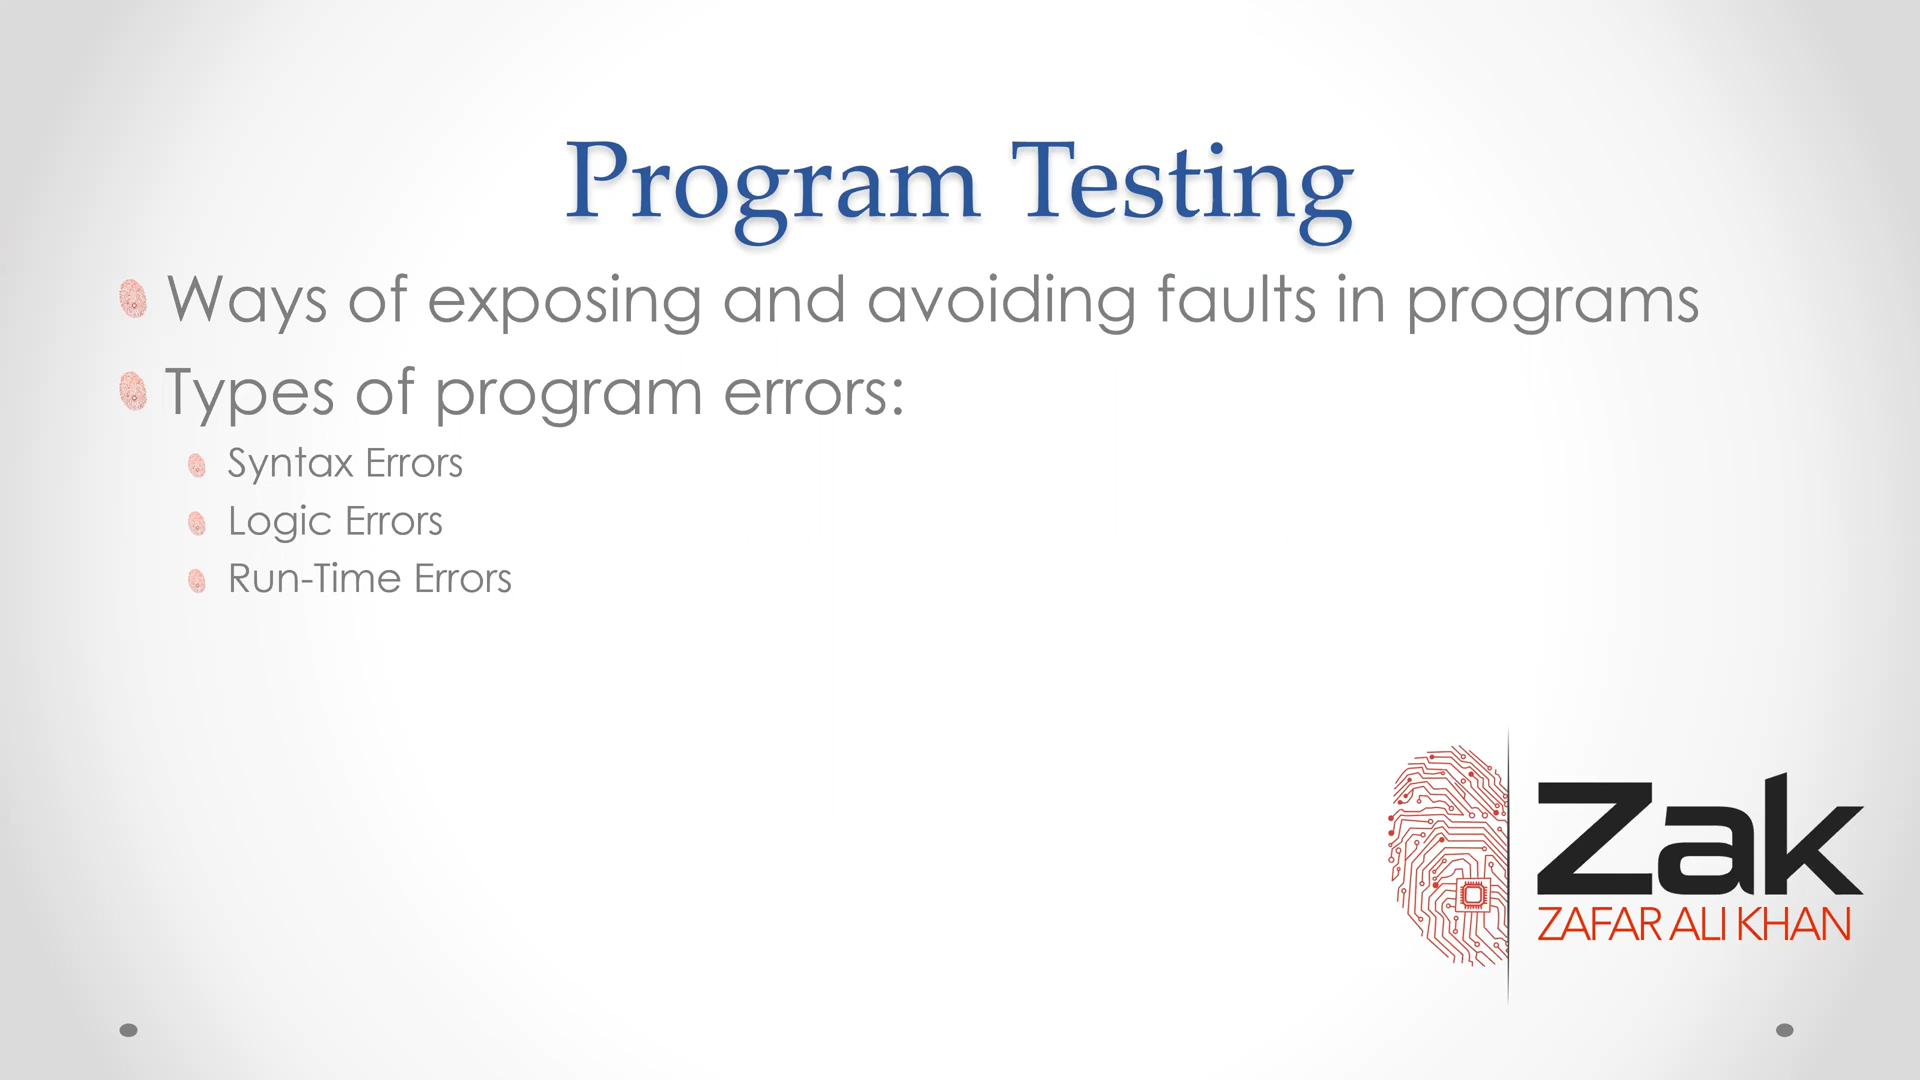 Program Testing
Ways of exposing and avoiding faults in programs
Types of program errors:
Syntax Errors
Logic Errors
Run-Time Errors
Zak
ZAFAR ALI KHAN